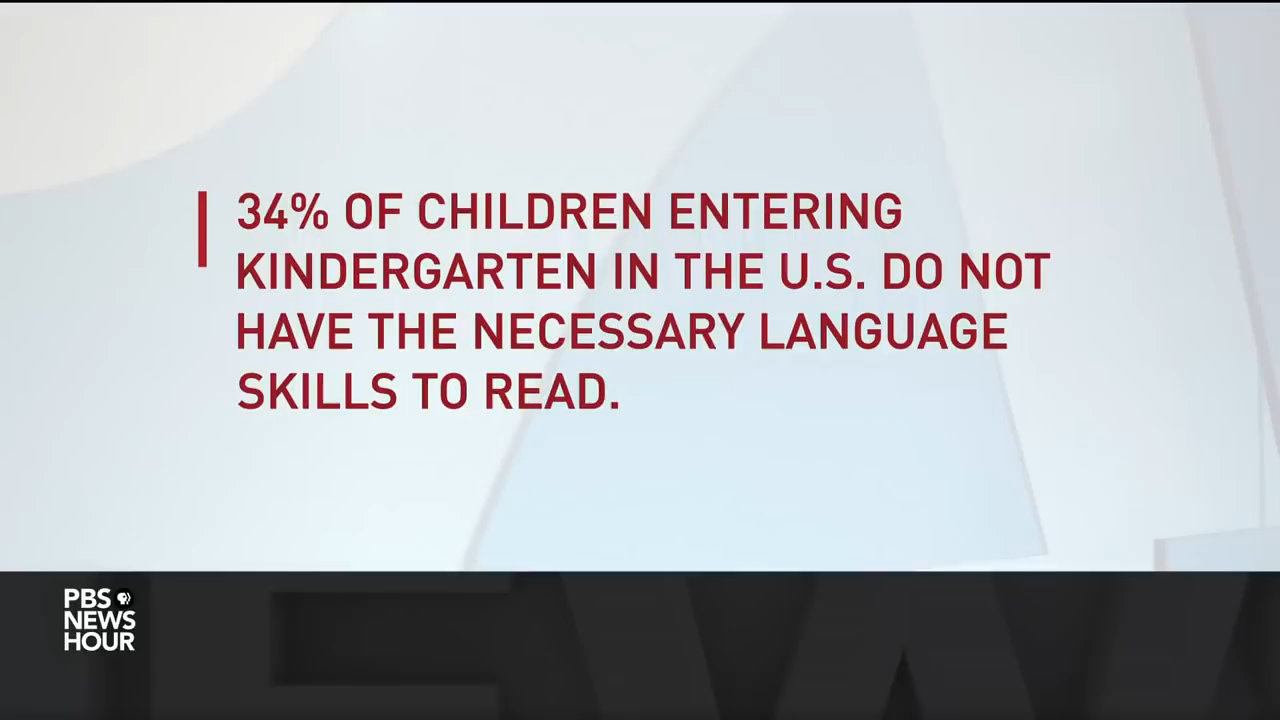 34% OF CHILDREN ENTERING
KINDERGARTEN IN THE U.S. DO NOT
HAVE THE NECESSARY LANGUAGE
SKILLS TO READ.
PBS
NEWS
HOUR